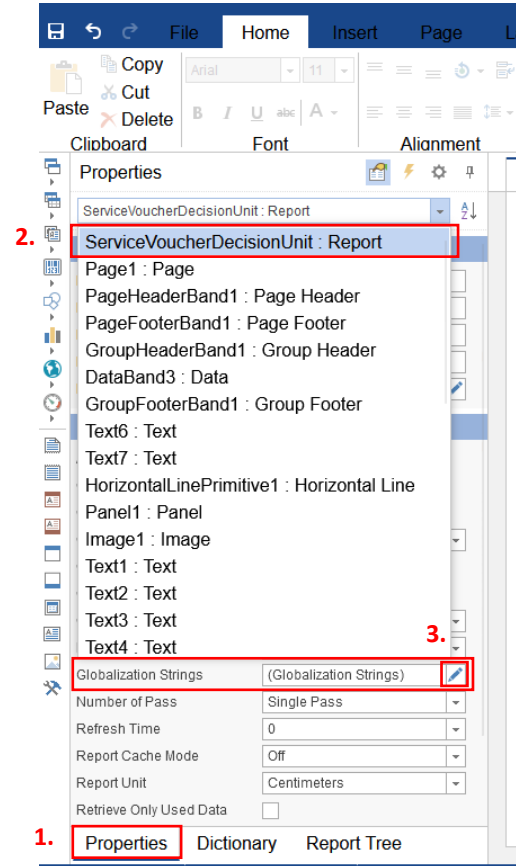 File Home Insert Page L
Copy
Cut
Paste
Delete
Arial 11
B I U abc A
Clipboard Font Alignment
Properties
ServiceVoucherDecisionUnit : Report
2.
ServiceVoucherDecisionUnit : Report
Page1 : Page
PageHeaderBand1 : Page Header
PageFooterBand1 : Page Footer
GroupHeaderBand1 : Group Header
DataBand3 : Data
GroupFooterBand1 : Group Footer
Text6 : Text
Text7 : Text
HorizontalLinePrimitive1 : Horizontal Line
Panel1 : Panel
Image1 : Image
Text1 : Text
Text2 : Text
Text3 : Text
Text4 : Text
3.
Globalization Strings (Globalization Strings)
Number of Pass Single Pass
Refresh Time 0
Report Cache Mode Off
Report Unit Centimeters
Retrieve Only Used Data
1.
Properties Dictionary Report Tree